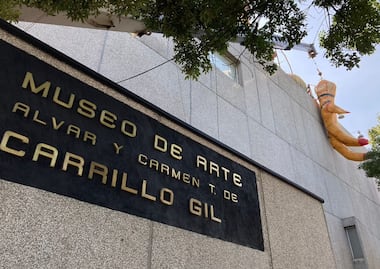 MUSEO DE ARTE
ALVAR Y CARMEN T. DE
CARRILLO GIL